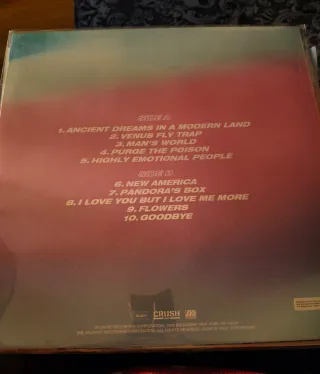 SIDE A
1. ANCIENT DREAMS IN A MODERN LAND
2. VENUS FLY TRAP
3. MAN'S WORLD
4. PURGE THE POISON
5. HIGHLY EMOTIONAL PEOPLE
SIDE B
6. NEW AMERICA
7. PANDORA'S BOX
8. I LOVE YOU BUT I LOVE ME MORE
9. FLOWERS
10. GOODBYE
CRUSH